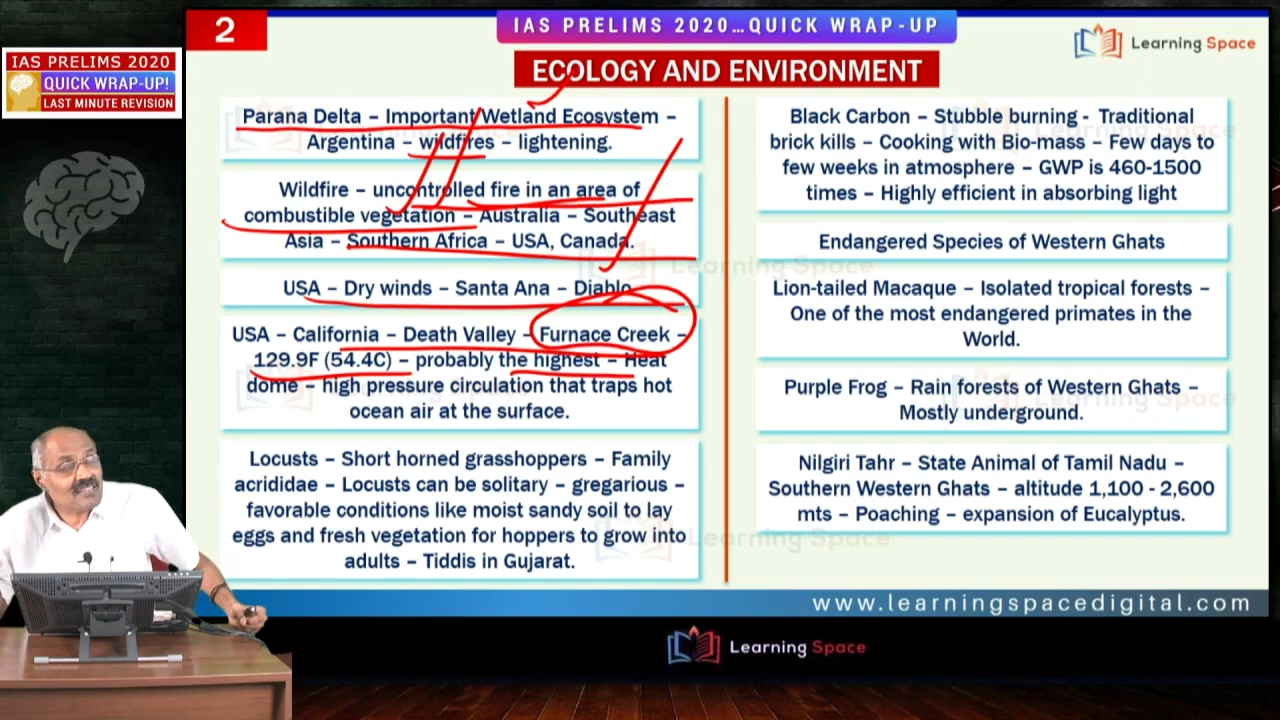 2
IAS PRELIMS 2020...QUICK WRAP-UP
Learning Space
IAS PRELIMS 2020
QUICK WRAP-UP!
LAST MINUTE REVISION
ECOLOGY AND ENVIRONMENT
Parana Delta – Important Wetland Ecosystem –
Argentina – wildfires – lightening.
Wildfire – uncontrolled fire in an area of
combustible vegetation – Australia – Southeast
Asia – Southern Africa – USA, Canada.
USA – Dry winds – Santa Ana – Diablo
USA – California – Death Valley – Furnace Creek –
129.9F (54.4C) – probably the highest – Heat
dome – high pressure circulation that traps hot
ocean air at the surface.
Locusts – Short horned grasshoppers – Family
acrididae – Locusts can be solitary – gregarious –
favorable conditions like moist sandy soil to lay
eggs and fresh vegetation for hoppers to grow into
adults – Tiddis in Gujarat.
Black Carbon – Stubble burning - Traditional
brick kills – Cooking with Bio-mass – Few days to
few weeks in atmosphere – GWP is 460-1500
times – Highly efficient in absorbing light
Endangered Species of Western Ghats
Lion-tailed Macaque – Isolated tropical forests –
One of the most endangered primates in the
World.
Purple Frog – Rain forests of Western Ghats –
Mostly underground.
Nilgiri Tahr – State Animal of Tamil Nadu –
Southern Western Ghats – altitude 1,100 - 2,600
mts – Poaching – expansion of Eucalyptus.
www.learningspacedigital.com
Learning Space